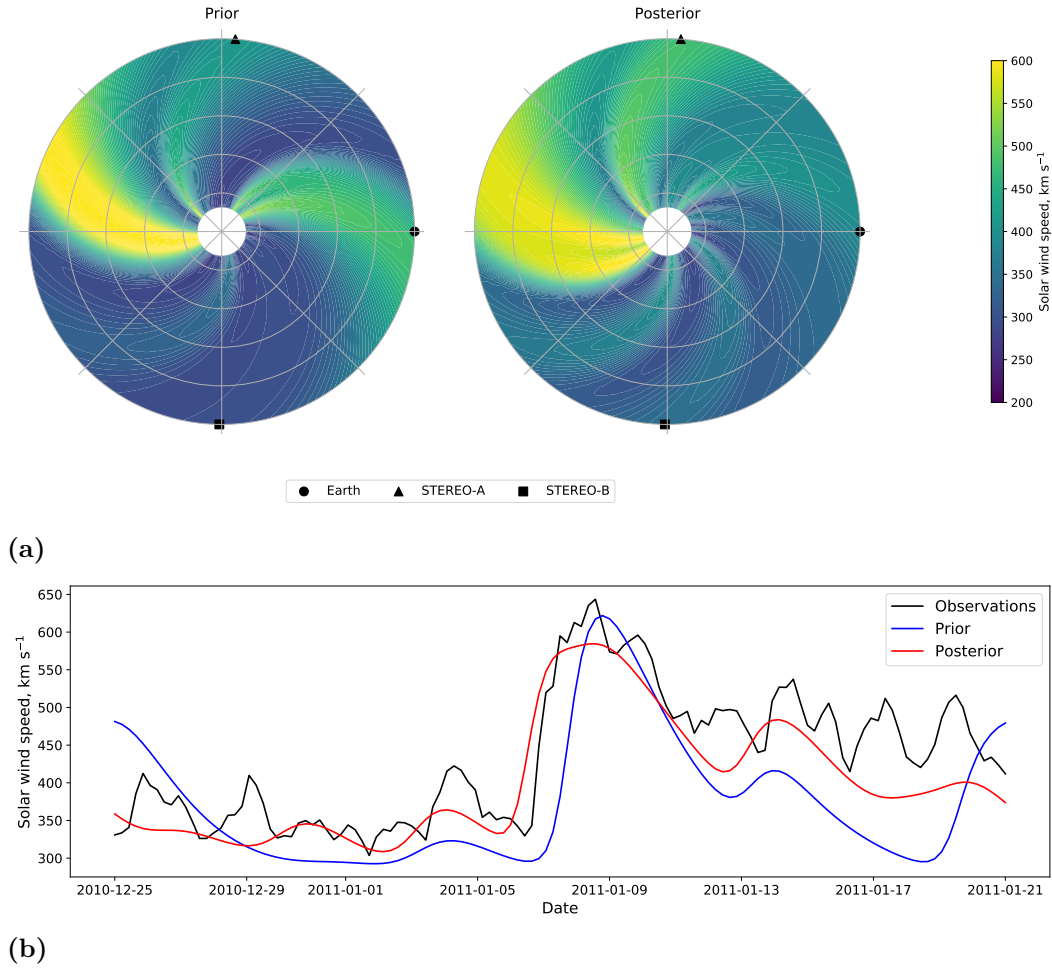 Prior
Posterior
600
550
500
450
400
350
300
250
200
Solar wind speed, km s⁻¹
Earth
STEREO-A
STEREO-B
(a)
650
600
550
500
450
400
350
300
Solar wind speed, km s⁻¹
Observations
Prior
Posterior
2010-12-25
2010-12-29
2011-01-01
2011-01-05
2011-01-09
2011-01-13
2011-01-17
2011-01-21
Date
(b)